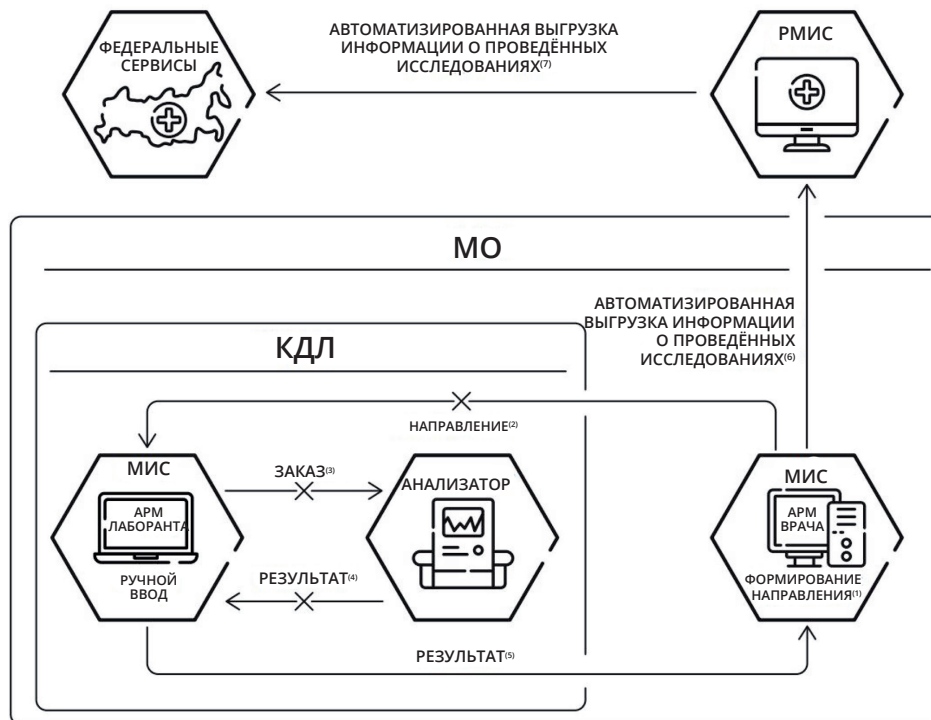 ФЕДЕРАЛЬНЫЕ
СЕРВИСЫ
АВТОМАТИЗИРОВАННАЯ ВЫГРУЗКА
ИНФОРМАЦИИ О ПРОВЕДЁННЫХ
ИССЛЕДОВАНИЯХ(7)
РМИС
МО
АВТОМАТИЗИРОВАННАЯ
ВЫГРУЗКА ИНФОРМАЦИИ
О ПРОВЕДЁННЫХ
ИССЛЕДОВАНИЯХ(6)
КДЛ
НАПРАВЛЕНИЕ(2)
МИС
АРМ
ЛАБОРАНТА
РУЧНОЙ
ВВОД
ЗАКАЗ(3)
РЕЗУЛЬТАТ(4)
АНАЛИЗАТОР
МИС
АРМ
ВРАЧА
ФОРМИРОВАНИЕ
НАПРАВЛЕНИЯ(1)
РЕЗУЛЬТАТ(5)